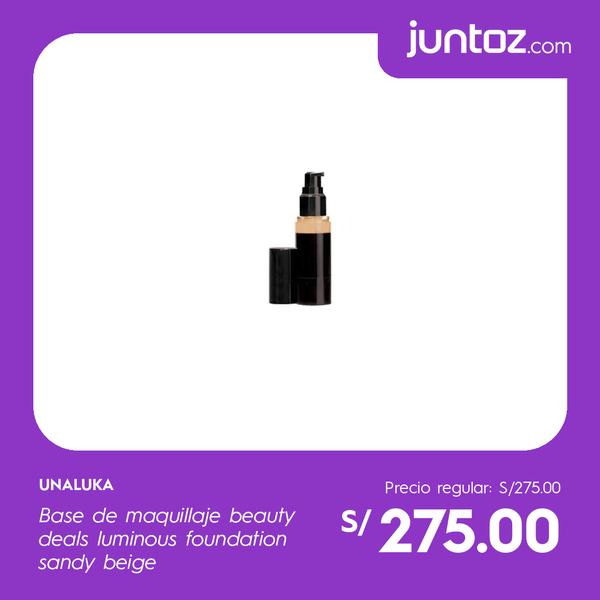 juntoz.com
UNALUKA
Base de maquillaje beauty
deals luminous foundation
sandy beige
Precio regular: S/275.00
S/ 275.00